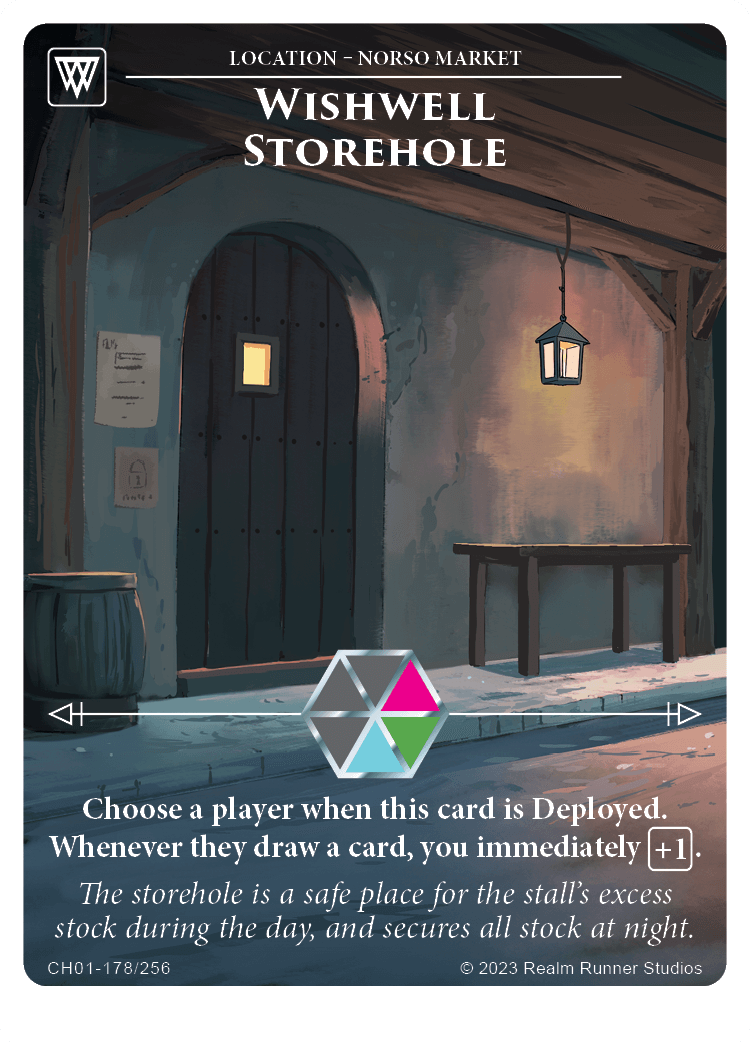 LOCATION – NORSO MARKET
WISHWELL
STOREHOLE
Choose a player when this card is Deployed.
Whenever they draw a card, you immediately +1.
The storehole is a safe place for the stall’s excess
stock during the day, and secures all stock at night.
CH01-178/256
© 2023 Realm Runner Studios